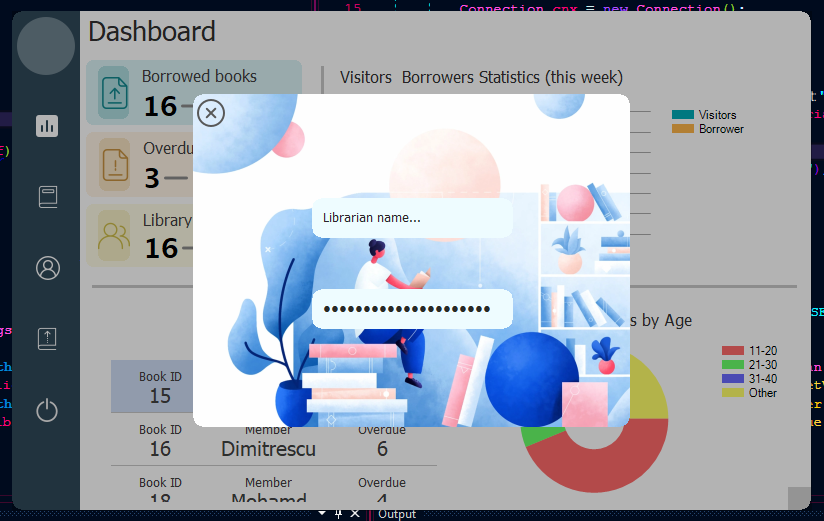 15 Connection cnx = new Connection();
Dashboard
Borrowed books
16
Visitors Borrowers Statistics (this week)
Visitors
Borrower
Overdu
3
Librarian name...
Library
16
●●●●●●●●●●●●●●●●●●●●●
s by Age
11-20
21-30
31-40
Other
Book ID
15
Book ID Member Overdue
16 Dimitrescu 6
Book ID Member Overdue
18 Mohamd 4
Output